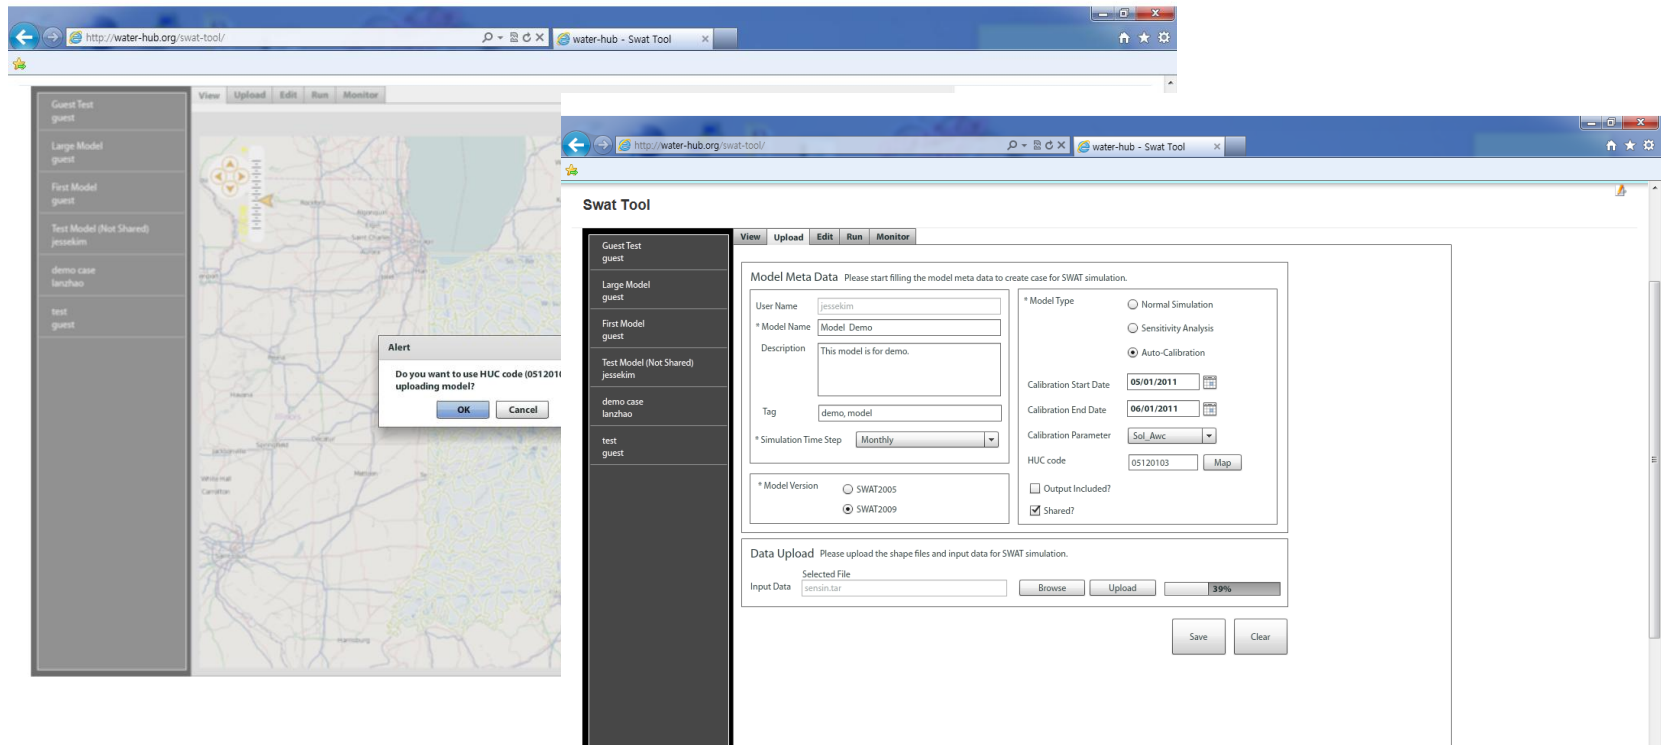 http://water-hub.org/swat-tool/
water-hub - Swat Tool
View Upload Edit Run Monitor
Guest Test
guest
Large Model
guest
First Model
guest
Test Model (Not Shared)
jessekim
demo case
lanzhao
test
guest
Alert
Do you want to use HUC code (051201
uploading model?
OK Cancel
http://water-hub.org/swat-tool/
water-hub - Swat Tool
Swat Tool
View Upload Edit Run Monitor
Guest Test
guest
Large Model
guest
First Model
guest
Test Model (Not Shared)
jessekim
demo case
lanzhao
test
guest
Model Meta Data Please start filling the model meta data to create case for SWAT simulation.
User Name jessekim
* Model Name Model Demo
Description This model is for demo.
Tag demo, model
* Simulation Time Step Monthly
* Model Version SWAT2005
SWAT2009
* Model Type Normal Simulation
Sensitivity Analysis
Auto-Calibration
Calibration Start Date 05/01/2011
Calibration End Date 06/01/2011
Calibration Parameter Sol_Awc
HUC code 05120103 Map
Output Included?
Shared?
Data Upload Please upload the shape files and input data for SWAT simulation.
Selected File
Input Data sensin.tar Browse Upload 39%
Save Clear